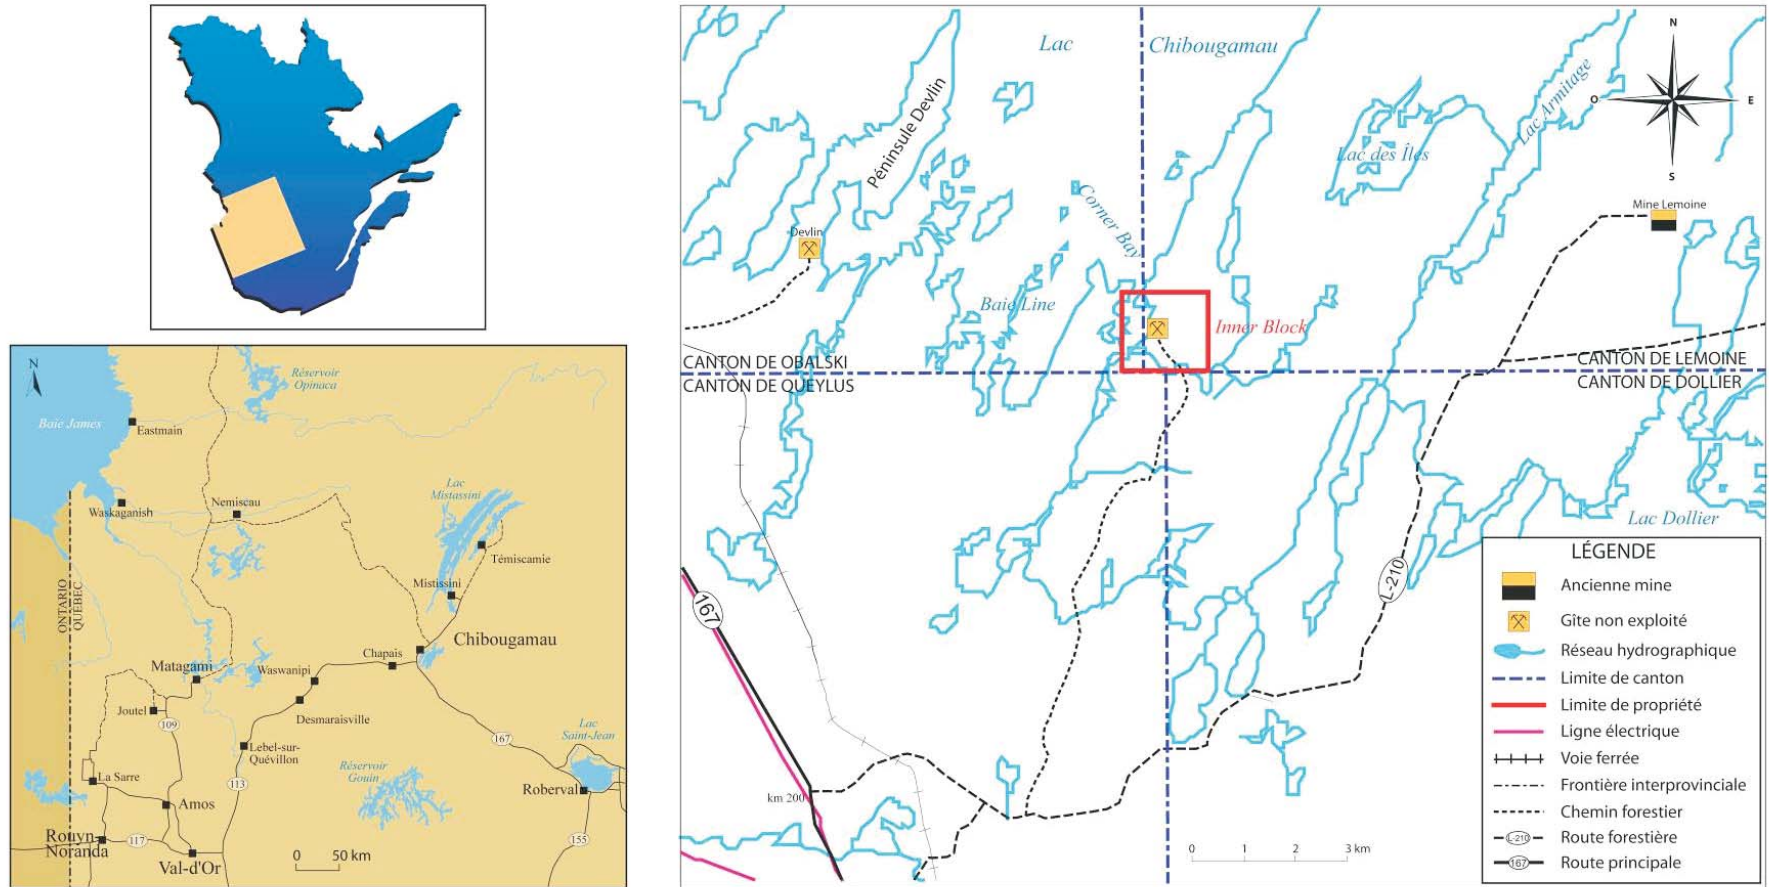 N
Baie James
Réservoir
Opinaca
Eastmain
Waskaganish
Nemiscau
Lac
Mistassini
Témiscamie
Mistissini
ONTARIO
QUÉBEC
Chibougamau
Chapais
Waswanipi
Matagami
Desmaraisville
Joutel
109
Lebel-sur-
Quévillon
167
Lac
Saint-Jean
Réservoir
Gouin
113
La Sarre
Amos
Roberval
Rouyn
Noranda
117
Val-d'Or
155
0 50 km
Lac Chibougamau
N
O
E
S
Lac Armitage
Péninsule Devlin
Lac des Îles
Mine Lemoine
Corner Bay
Devlin
Baie Line
Inner Block
CANTON DE OBALSKI
CANTON DE QUEYLUS
CANTON DE LEMOINE
CANTON DE DOLLIER
Lac Dollier
167
L-210
km 200
0 1 2 3 km
LÉGENDE
Ancienne mine
Gîte non exploité
Réseau hydrographique
Limite de canton
Limite de propriété
Ligne électrique
Voie ferrée
Frontière interprovinciale
Chemin forestier
L-210 Route forestière
167 Route principale